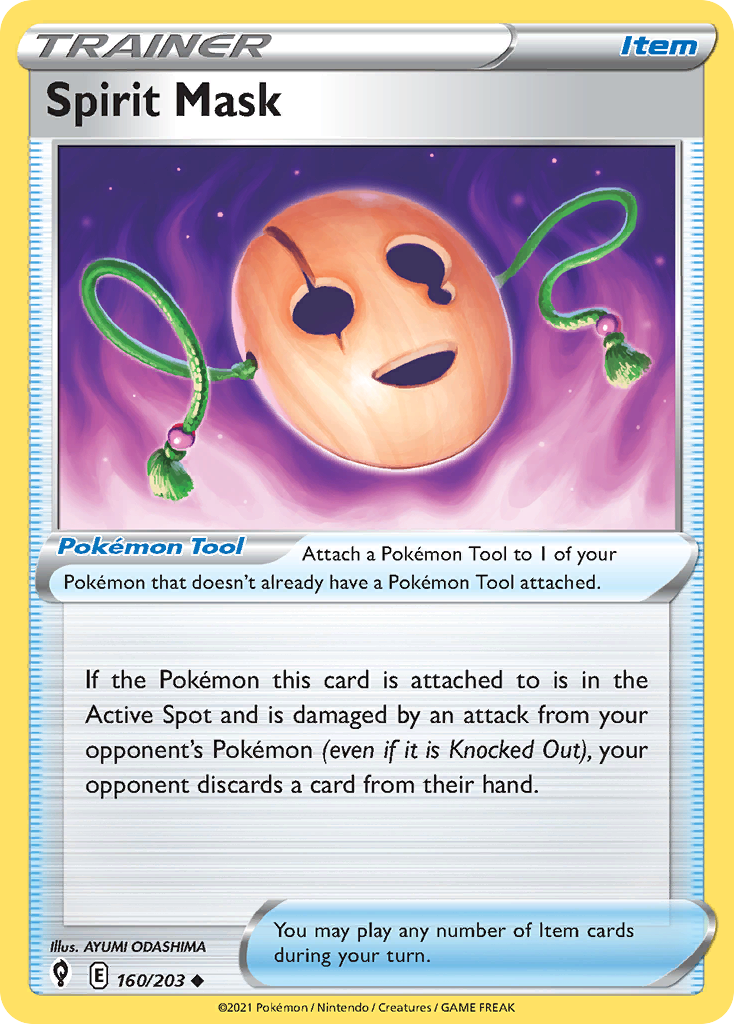 TRAINER
Item
Spirit Mask
Pokémon Tool
Attach a Pokémon Tool to 1 of your
Pokémon that doesn't already have a Pokémon Tool attached.
If the Pokémon this card is attached to is in the
Active Spot and is damaged by an attack from your
opponent's Pokémon (even if it is Knocked Out), your
opponent discards a card from their hand.
You may play any number of Item cards
during your turn.
Illus. AYUMI ODASHIMA
E 160/203 ◆
©2021 Pokémon / Nintendo / Creatures / GAME FREAK